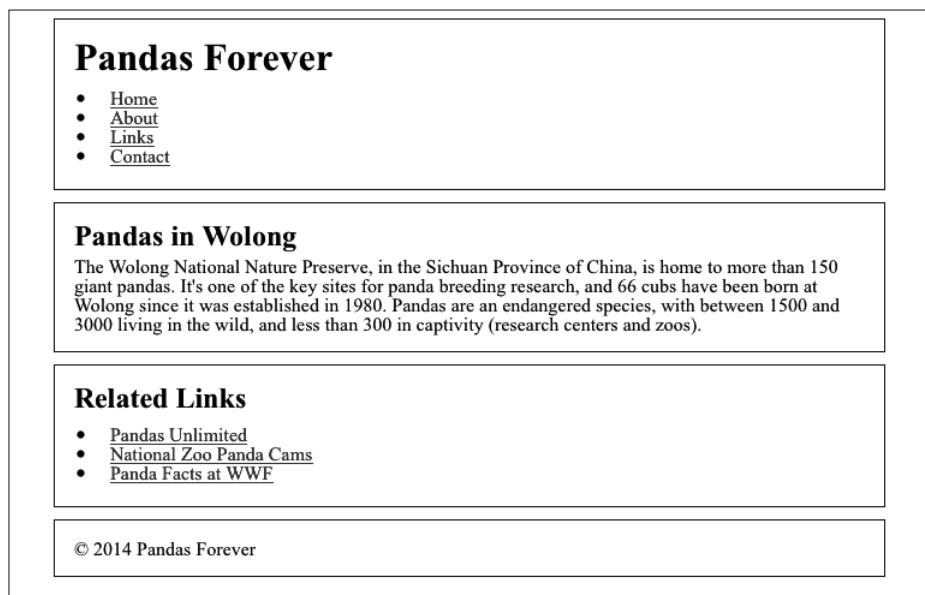 Pandas Forever
• Home
• About
• Links
• Contact
Pandas in Wolong
The Wolong National Nature Preserve, in the Sichuan Province of China, is home to more than 150
giant pandas. It's one of the key sites for panda breeding research, and 66 cubs have been born at
Wolong since it was established in 1980. Pandas are an endangered species, with between 1500 and
3000 living in the wild, and less than 300 in captivity (research centers and zoos).
Related Links
• Pandas Unlimited
• National Zoo Panda Cams
• Panda Facts at WWF
© 2014 Pandas Forever